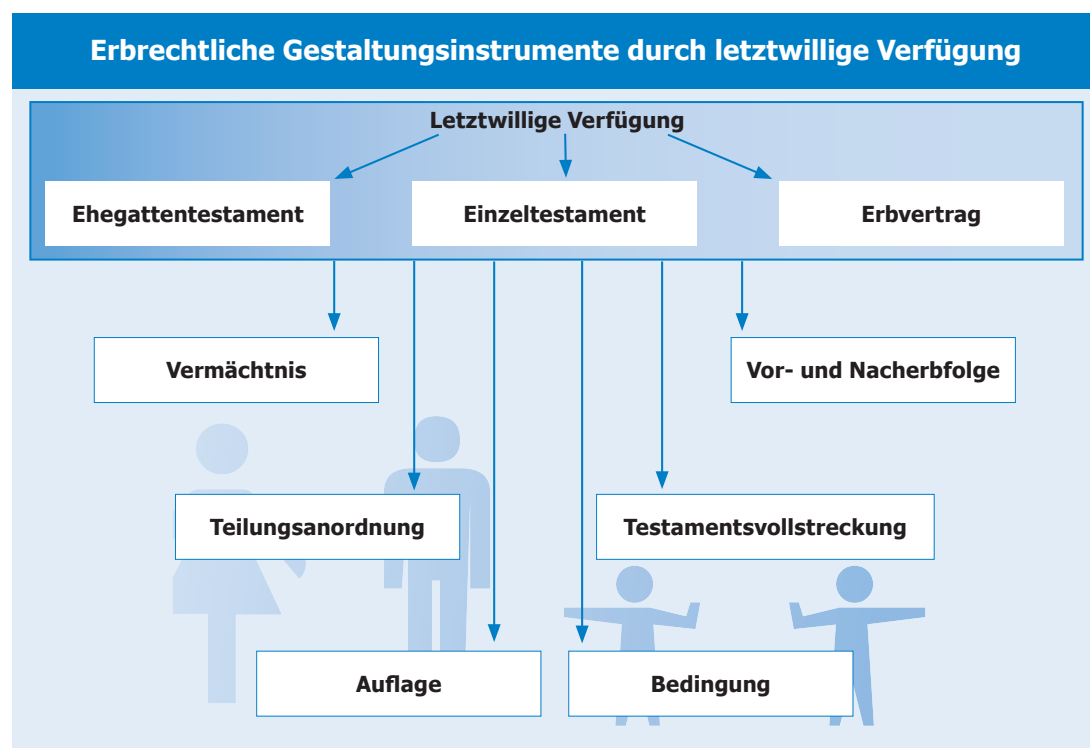 Erbrechtliche Gestaltungsinstrumente durch letztwillige Verfügung
Letztwillige Verfügung
Ehegattentestament
Einzeltestament
Erbvertrag
Vermächtnis
Vor- und Nacherbfolge
Teilungsanordnung
Testamentsvollstreckung
Auflage
Bedingung